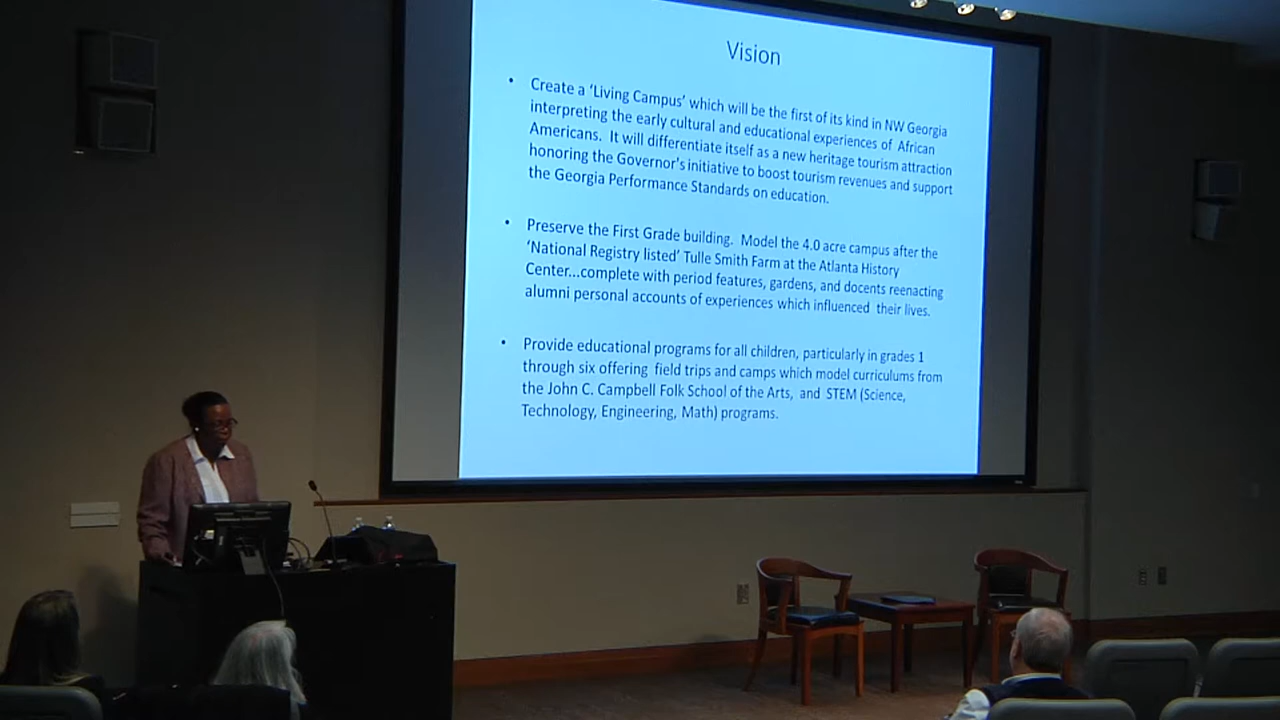 Vision
• Create a ‘Living Campus’ which will be the first of its kind in NW Georgia
interpreting the early cultural and educational experiences of African
Americans. It will differentiate itself as a new heritage tourism attraction
honoring the Governor's initiative to boost tourism revenues and support
the Georgia Performance Standards on education.
• Preserve the First Grade building. Model the 4.0 acre campus after the
‘National Registry listed’ Tulle Smith Farm at the Atlanta History
Center...complete with period features, gardens, and docents reenacting
alumni personal accounts of experiences which influenced their lives.
• Provide educational programs for all children, particularly in grades 1
through six offering field trips and camps which model curriculums from
the John C. Campbell Folk School of the Arts, and STEM (Science,
Technology, Engineering, Math) programs.